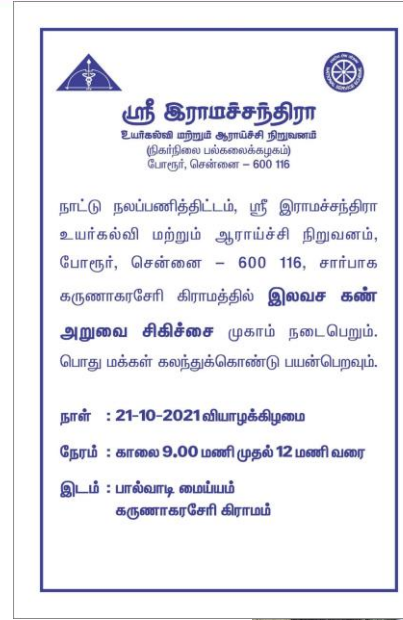 ஸ்ரீ இராமச்சந்திரா
உயர்கல்வி மற்றும் ஆராய்ச்சி நிறுவனம்
(நிகர்நிலை பல்கலைக்கழகம்)
போரூர், சென்னை – 600 116
நாட்டு நலப்பணித்திட்டம், ஸ்ரீ இராமச்சந்திரா
உயர்கல்வி மற்றும் ஆராய்ச்சி நிறுவனம்,
போரூர், சென்னை – 600 116, சார்பாக
கருணாகரசேரி கிராமத்தில் இலவச கண்
அறுவை சிகிச்சை முகாம் நடைபெறும்.
பொது மக்கள் கலந்துக்கொண்டு பயன்பெறவும்.
நாள் : 21-10-2021 வியாழக்கிழமை
நேரம் : காலை 9.00 மணி முதல் 12 மணி வரை
இடம் : பால்வாடி மைய்யம்
கருணாகரசேரி கிராமம்